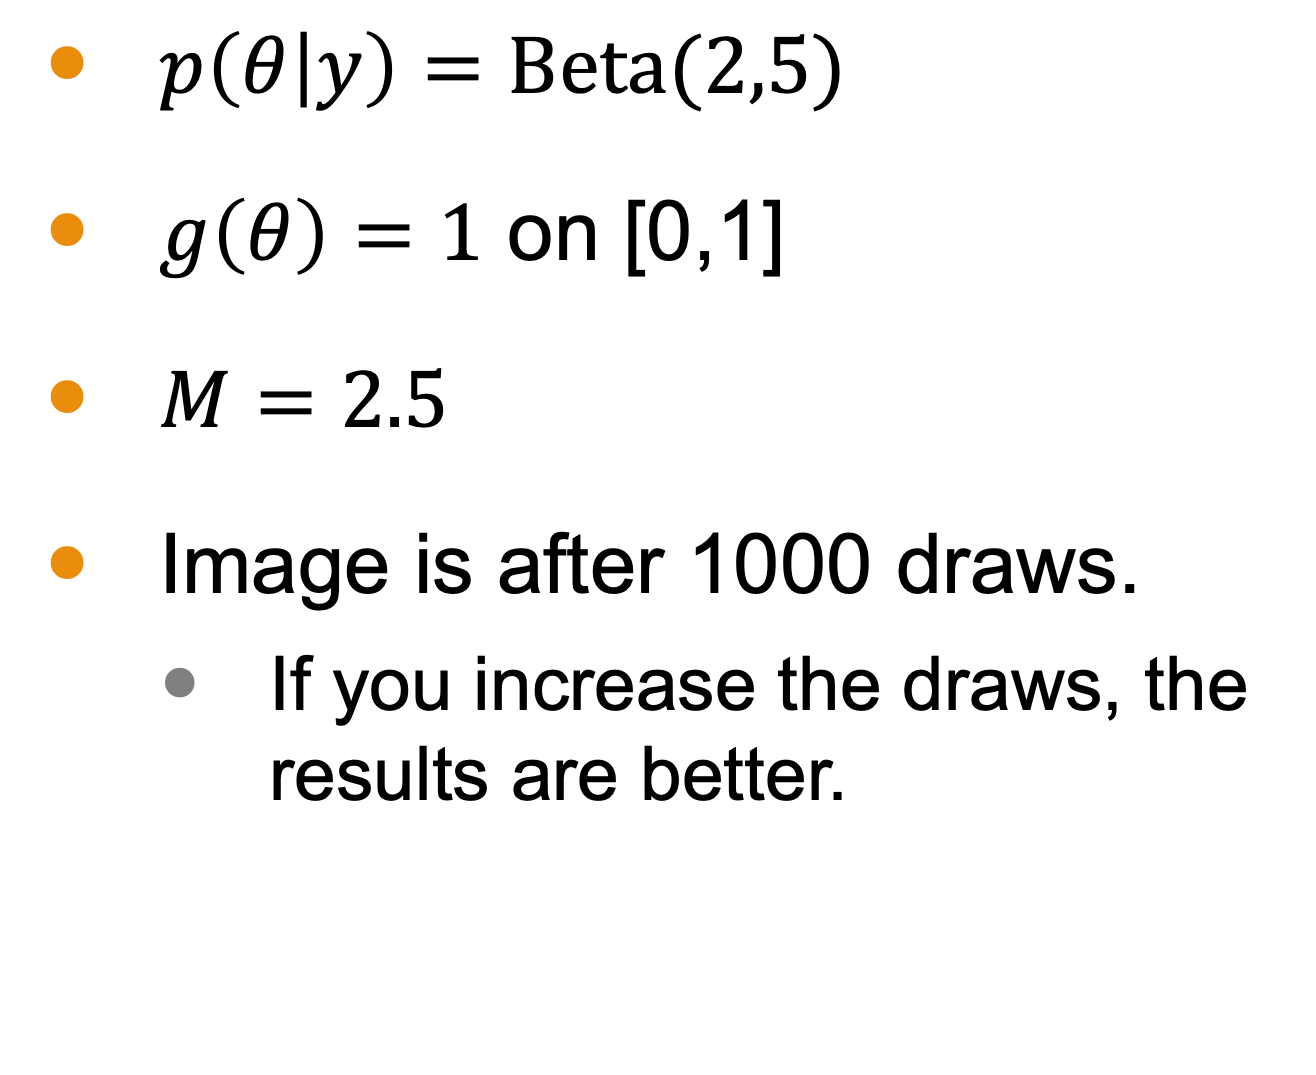 • p(θ|y) = Beta(2,5)
• g(θ) = 1 on [0,1]
• M = 2.5
• Image is after 1000 draws.
• If you increase the draws, the
results are better.